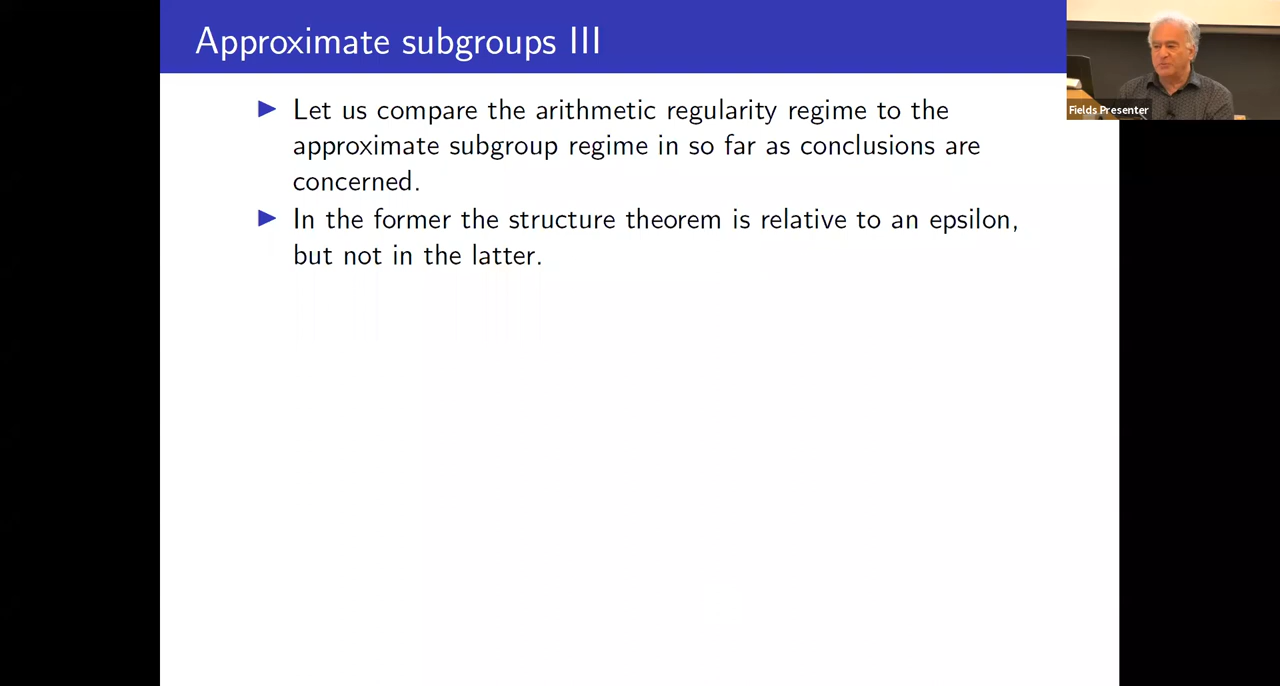 Approximate subgroups III
Fields Presenter
Let us compare the arithmetic regularity regime to the
approximate subgroup regime in so far as conclusions are
concerned.
In the former the structure theorem is relative to an epsilon,
but not in the latter.